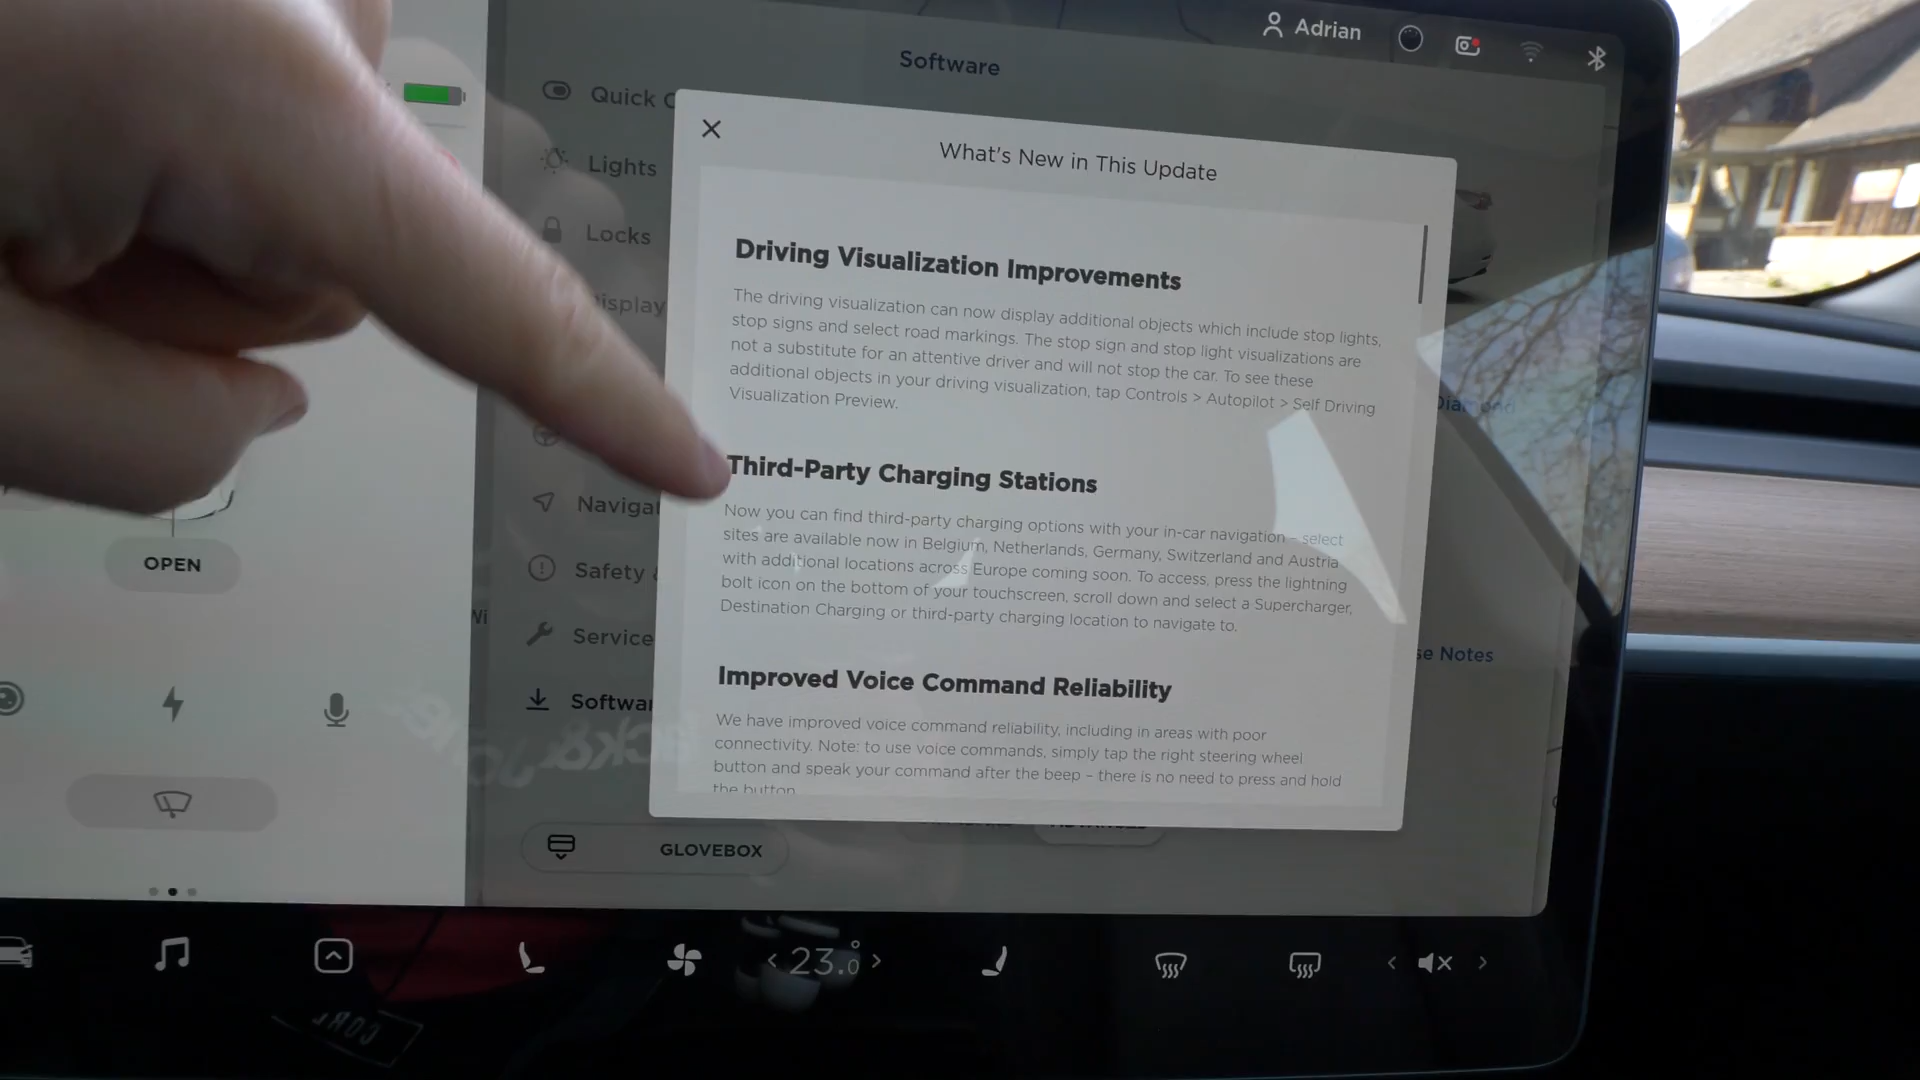 Adrian
Software
Quick
Lights
Locks
Display
Navigat
Safety &
Service
Softwar
What's New in This Update
Driving Visualization Improvements
The driving visualization can now display additional objects which include stop lights,
stop signs and select road markings. The stop sign and stop light visualizations are
not a substitute for an attentive driver and will not stop the car. To see these
additional objects in your driving visualization, tap Controls > Autopilot > Self Driving
Visualization Preview.
Third-Party Charging Stations
Now you can find third-party charging options with your in-car navigation – select
sites are available now in Belgium, Netherlands, Germany, Switzerland and Austria
with additional locations across Europe coming soon. To access, press the lightning
bolt icon on the bottom of your touchscreen, scroll down and select a Supercharger,
Destination Charging or third-party charging location to navigate to.
Improved Voice Command Reliability
We have improved voice command reliability, including in areas with poor
connectivity. Note: to use voice commands, simply tap the right steering wheel
button and speak your command after the beep – there is no need to press and hold
the button.
Diamond
se Notes
OPEN
GLOVEBOX
23.0°